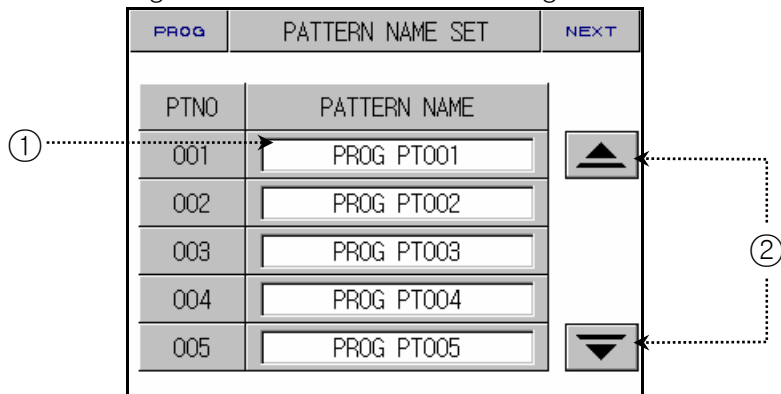 PROG PATTERN NAME SET NEXT
PTNO PATTERN NAME
① 001 PROG PT001
002 PROG PT002
003 PROG PT003 ②
004 PROG PT004
005 PROG PT005